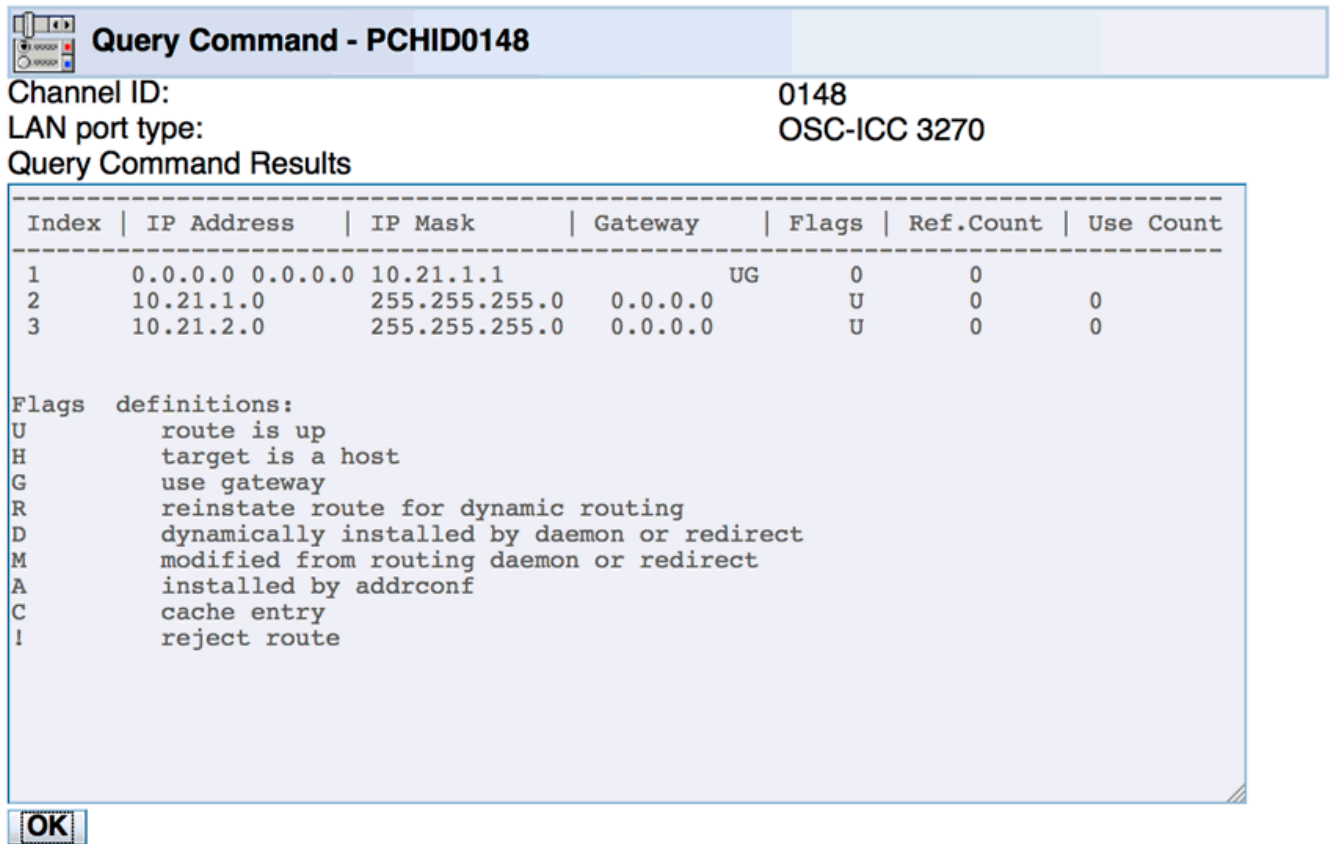 Query Command - PCHID0148
Channel ID: 0148
LAN port type: OSC-ICC 3270
Query Command Results
--------------------------------------------------------------------------------
Index | IP Address | IP Mask | Gateway | Flags | Ref.Count | Use Count
--------------------------------------------------------------------------------
1 0.0.0.0 0.0.0.0 10.21.1.1 UG 0 0
2 10.21.1.0 255.255.255.0 0.0.0.0 U 0 0
3 10.21.2.0 255.255.255.0 0.0.0.0 U 0 0
Flags definitions:
U route is up
H target is a host
G use gateway
R reinstate route for dynamic routing
D dynamically installed by daemon or redirect
M modified from routing daemon or redirect
A installed by addrconf
C cache entry
! reject route
OK